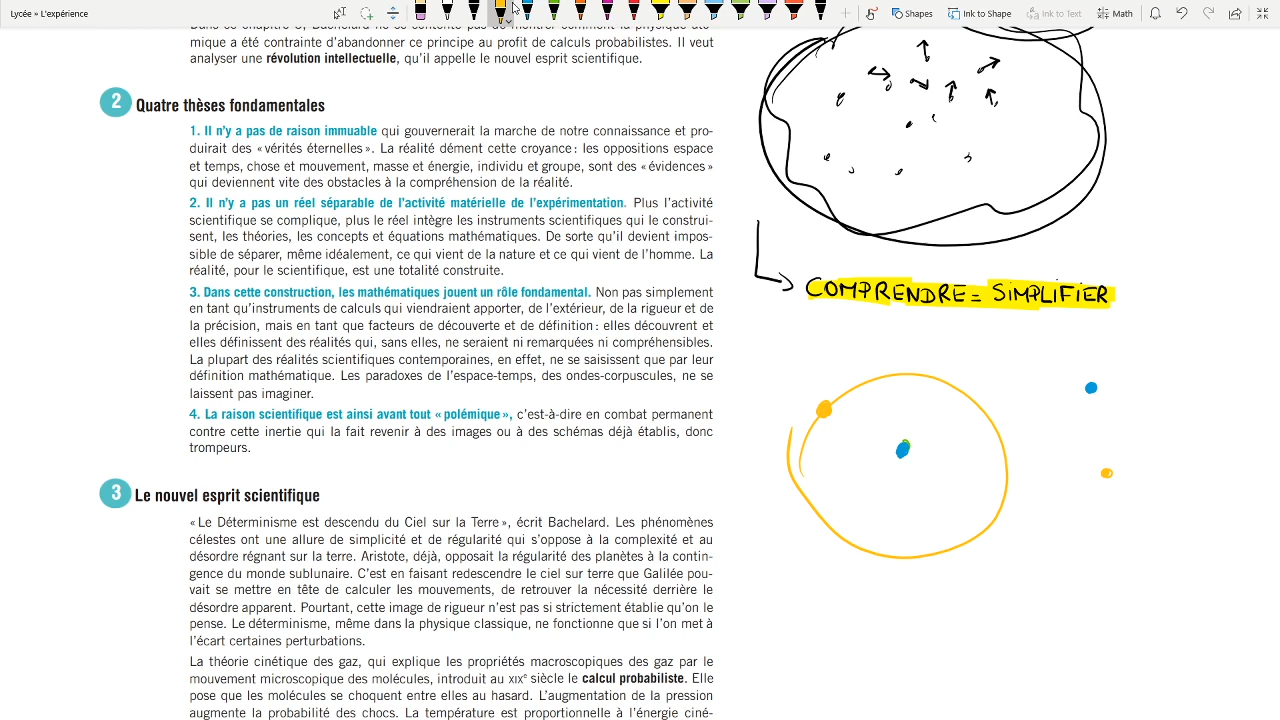 Lycée » L'expérience
Shapes
Ink to Shape
Ink to Text
Math
mique a été contrainte d'abandonner ce principe au profit de calculs probabilistes. Il veut
analyser une révolution intellectuelle, qu'il appelle le nouvel esprit scientifique.
2 Quatre thèses fondamentales
1. Il n'y a pas de raison immuable qui gouvernerait la marche de notre connaissance et pro-
duirait des « vérités éternelles ». La réalité dément cette croyance : les oppositions espace
et temps, chose et mouvement, masse et énergie, individu et groupe, sont des « évidences »
qui deviennent vite des obstacles à la compréhension de la réalité.
2. Il n'y a pas un réel séparable de l'activité matérielle de l'expérimentation. Plus l'activité
scientifique se complique, plus le réel intègre les instruments scientifiques qui le construi-
sent, les théories, les concepts et équations mathématiques. De sorte qu'il devient impos-
sible de séparer, même idéalement, ce qui vient de la nature et ce qui vient de l'homme. La
réalité, pour le scientifique, est une totalité construite.
3. Dans cette construction, les mathématiques jouent un rôle fondamental. Non pas simplement
en tant qu'instruments de calculs qui viendraient apporter, de l'extérieur, de la rigueur et de
la précision, mais en tant que facteurs de découverte et de définition : elles découvrent et
elles définissent des réalités qui, sans elles, ne seraient ni remarquées ni compréhensibles.
La plupart des réalités scientifiques contemporaines, en effet, ne se saisissent que par leur
définition mathématique. Les paradoxes de l'espace-temps, des ondes-corpuscules, ne se
laissent pas imaginer.
4. La raison scientifique est ainsi avant tout « polémique », c'est-à-dire en combat permanent
contre cette inertie qui la fait revenir à des images ou à des schémas déjà établis, donc
trompeurs.
3 Le nouvel esprit scientifique
« Le Déterminisme est descendu du Ciel sur la Terre », écrit Bachelard. Les phénomènes
célestes ont une allure de simplicité et de régularité qui s'oppose à la complexité et au
désordre régnant sur la terre. Aristote, déjà, opposait la régularité des planètes à la contin-
gence du monde sublunaire. C'est en faisant redescendre le ciel sur terre que Galilée pou-
vait se mettre en tête de calculer les mouvements, de retrouver la nécessité derrière le
désordre apparent. Pourtant, cette image de rigueur n'est pas si strictement établie qu'on le
pense. Le déterminisme, même dans la physique classique, ne fonctionne que si l'on met à
l'écart certaines perturbations.
La théorie cinétique des gaz, qui explique les propriétés macroscopiques des gaz par le
mouvement microscopique des molécules, introduit au XIXe siècle le calcul probabiliste. Elle
pose que les molécules se choquent entre elles au hasard. L'augmentation de la pression
augmente la probabilité des chocs. La température est proportionnelle à l'énergie ciné-
COMPRENDRE = SIMPLIFIER